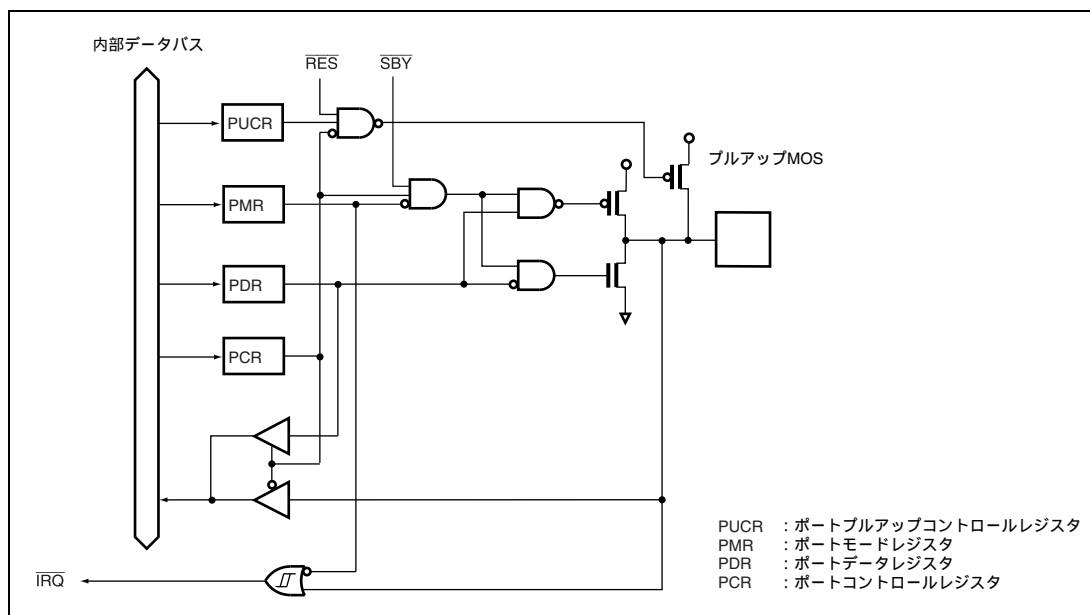 内部データバス
RES
SBY
PUCR
プルアップMOS
PMR
PDR
PCR
IRQ
PUCR :ポートプルアップコントロールレジスタ
PMR :ポートモードレジスタ
PDR :ポートデータレジスタ
PCR :ポートコントロールレジスタ